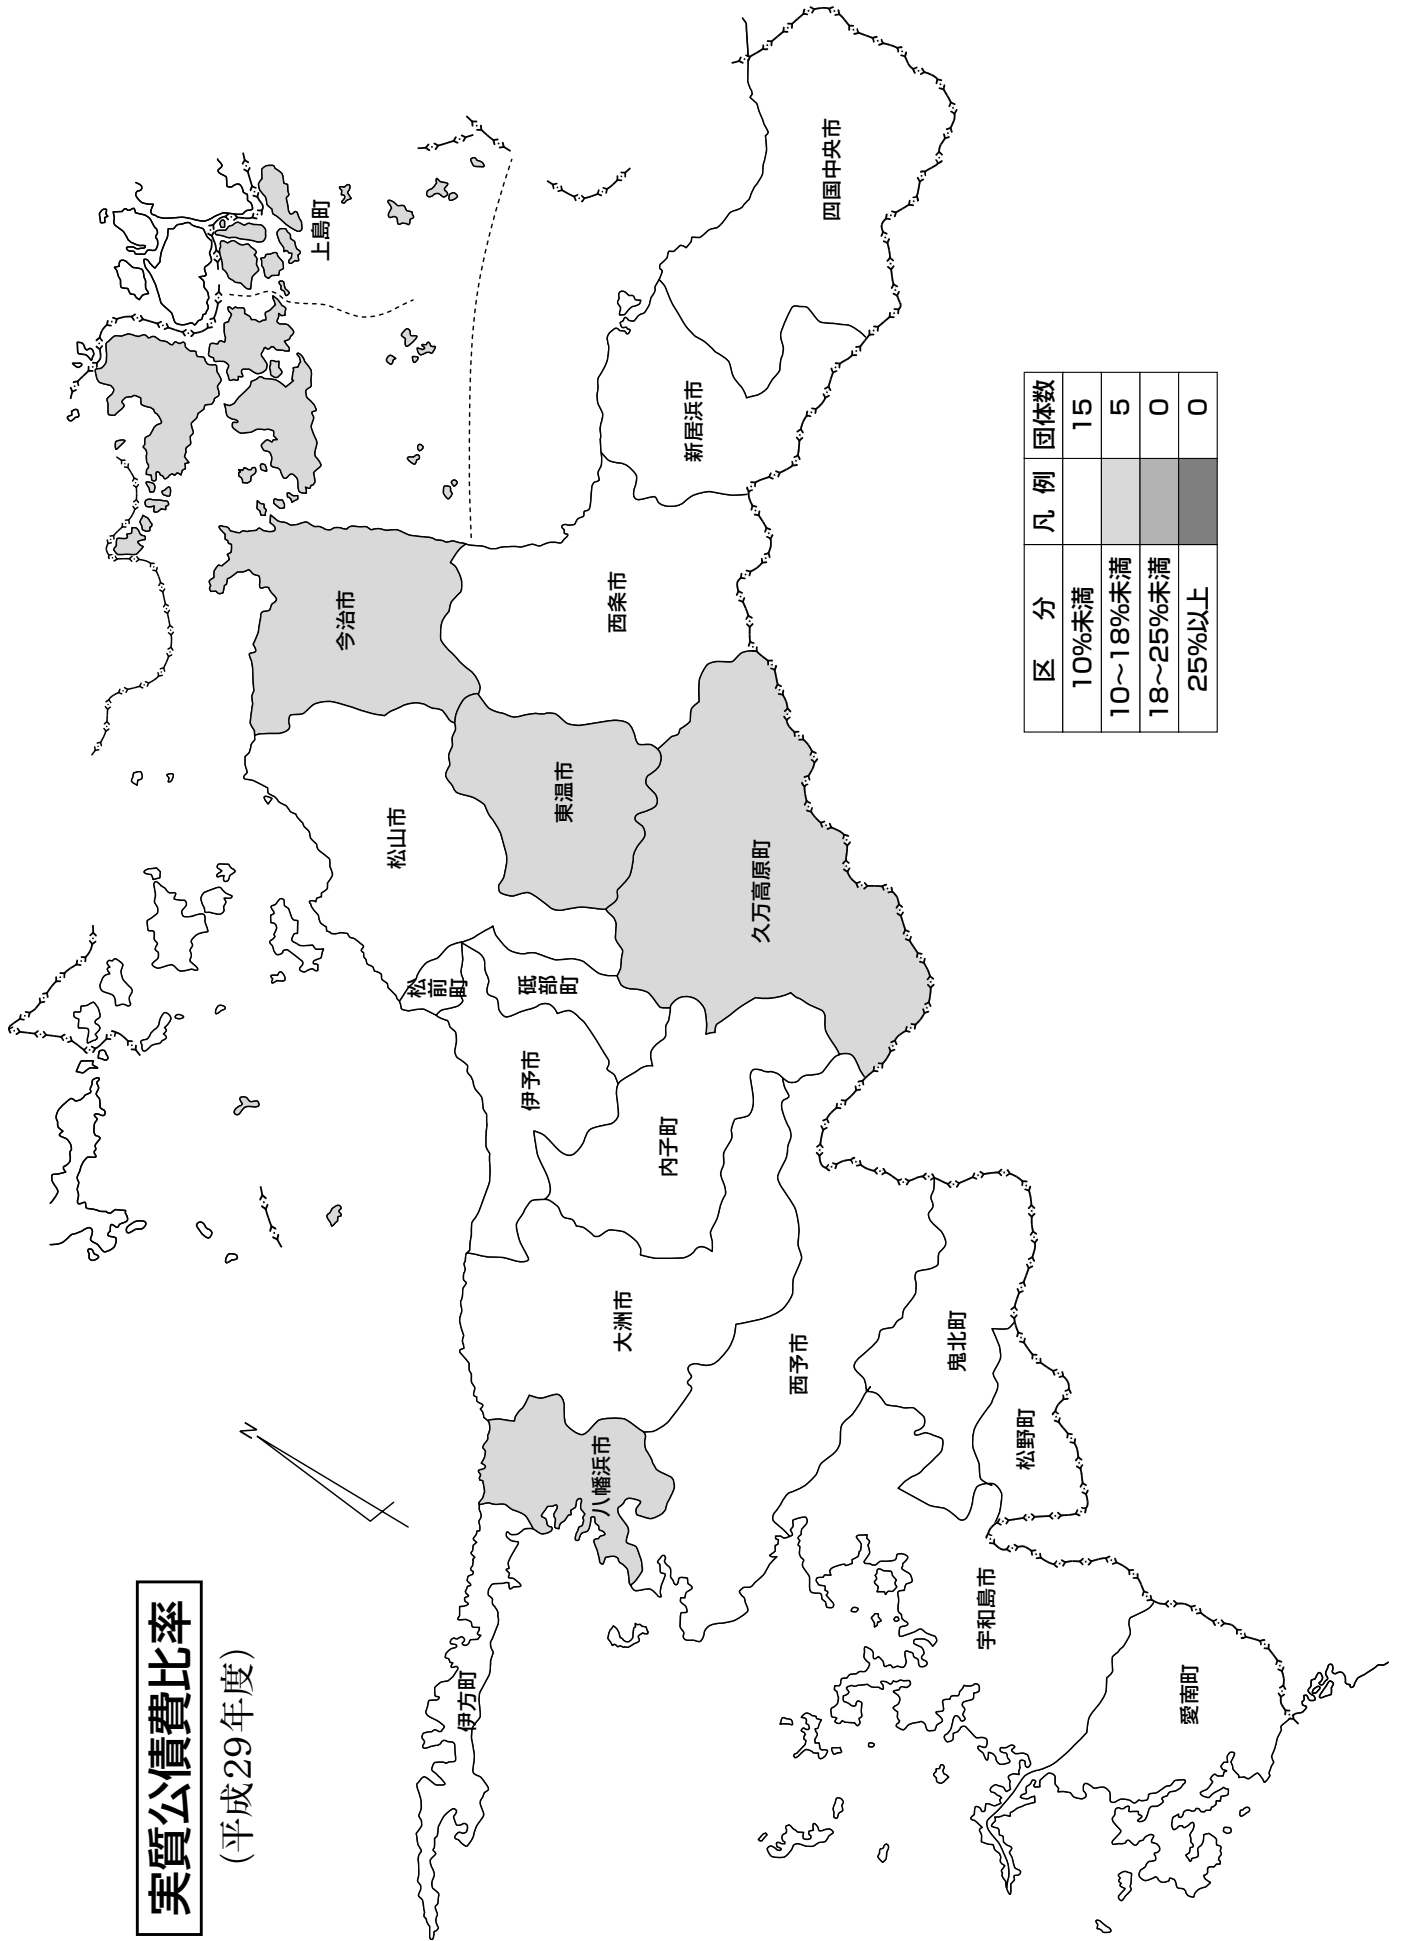 実質公債費比率
(平成29年度)
上島町
今治市
四国中央市
新居浜市
西条市
東温市
松山市
久万高原町
松前町
砥部町
伊予市
内子町
大洲市
西予市
八幡浜市
伊方町
鬼北町
松野町
宇和島市
愛南町
N
区 分 凡 例 団体数
10%未満 15
10〜18%未満 5
18〜25%未満 0
25%以上 0